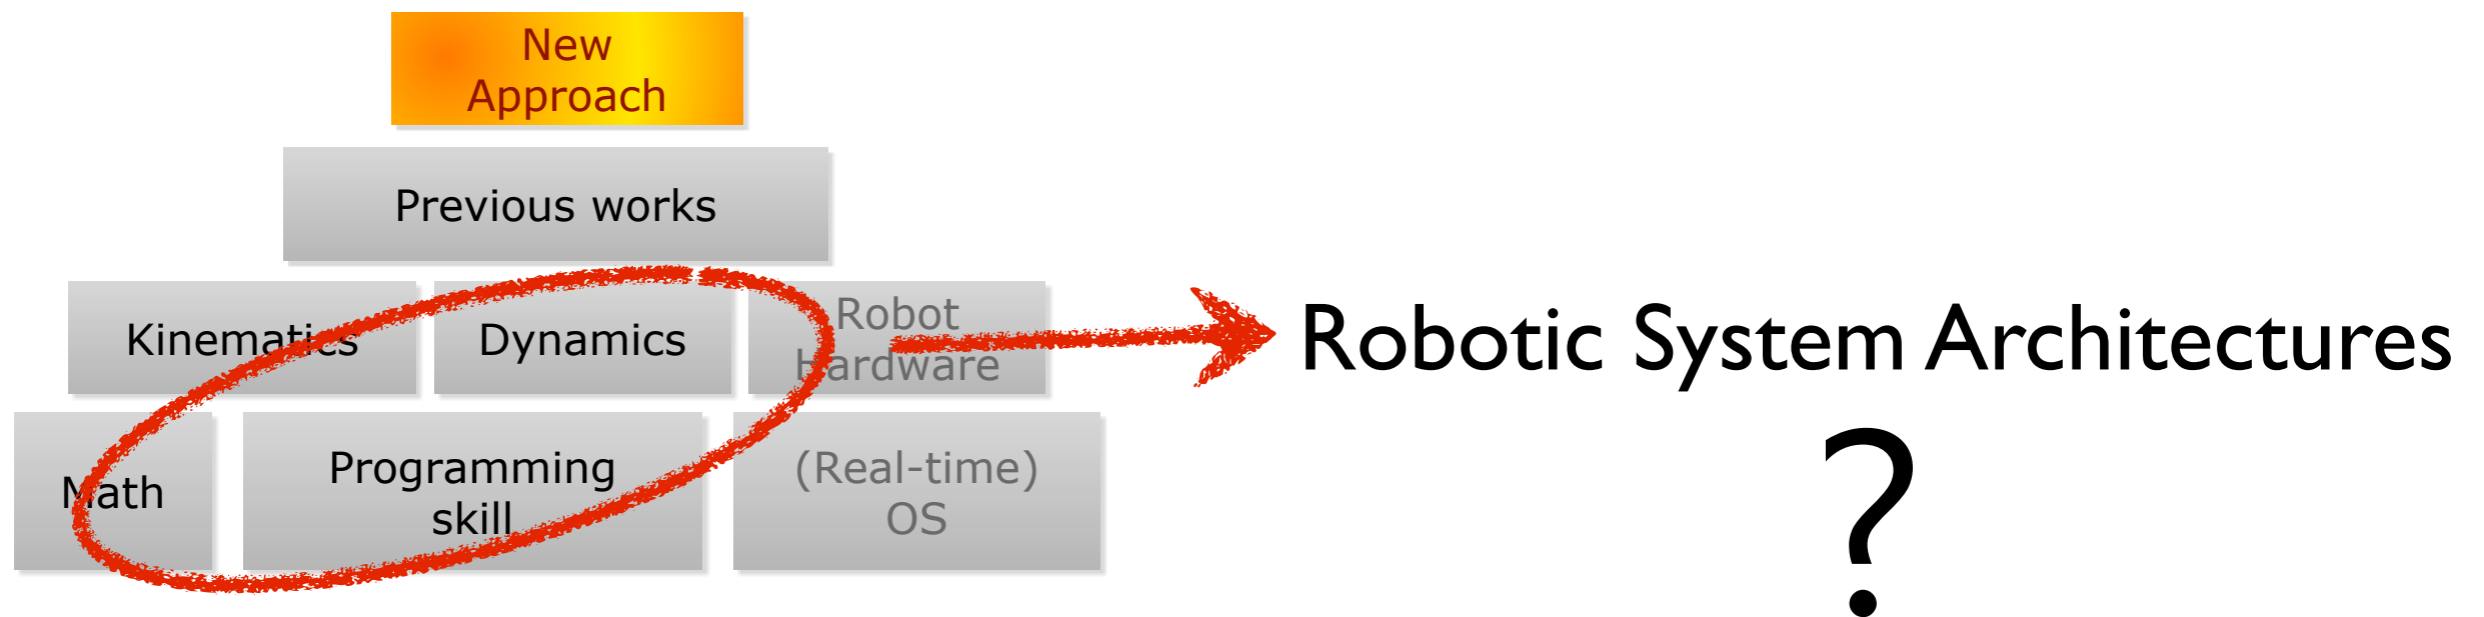 New
Approach
Previous works
Kinematics
Dynamics
Robot
Hardware
Math
Programming
skill
(Real-time)
OS
Robotic System Architectures
?